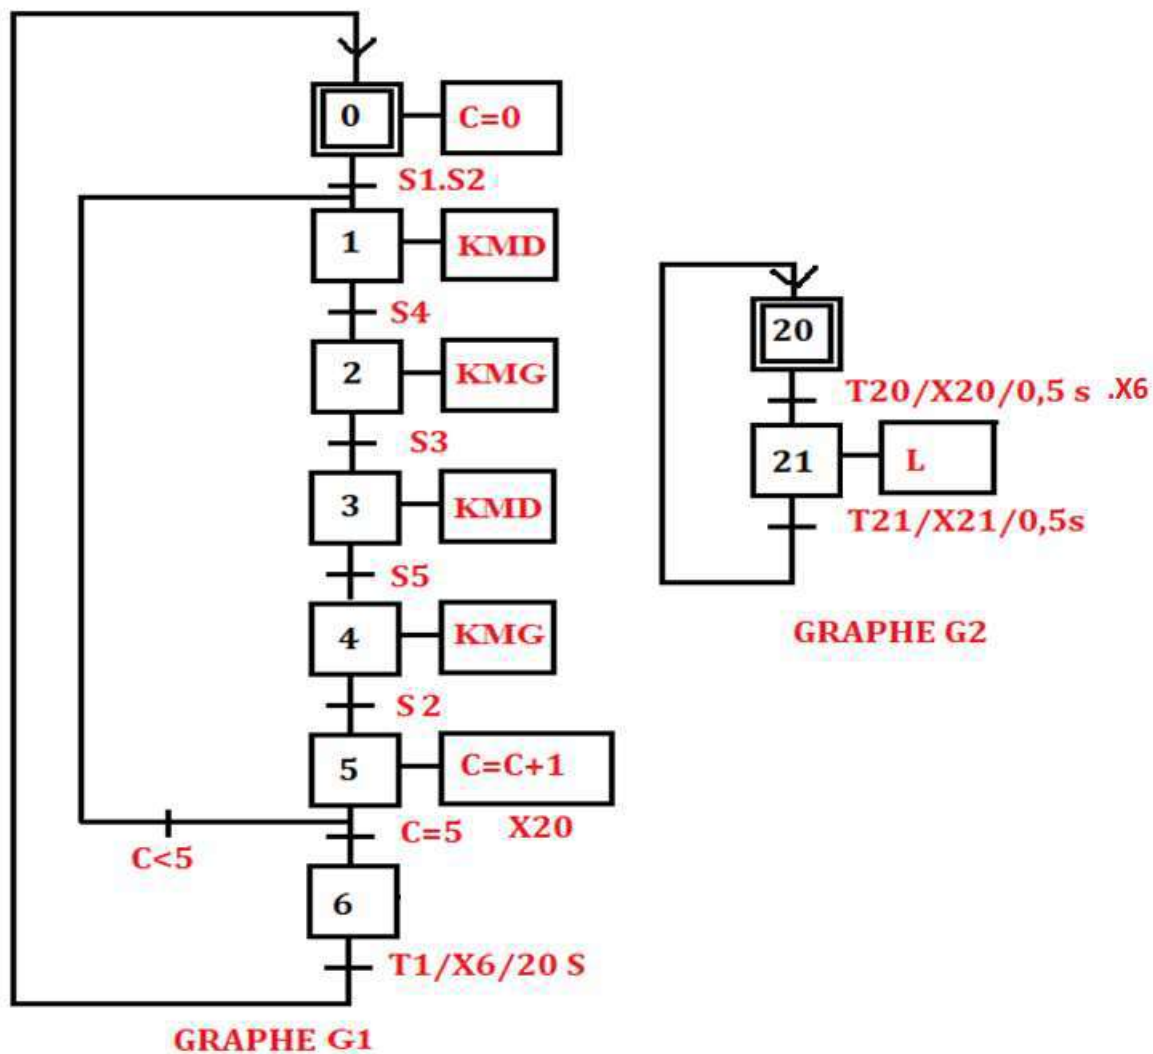 0
C=0
S1.S2
1
KMD
S4
2
KMG
S3
3
KMD
S5
4
KMG
S 2
5
C=C+1
C=5
X20
C<5
6
T1/X6/20 S
GRAPHE G1
20
T20/X20/0,5 s .X6
21
L
T21/X21/0,5s
GRAPHE G2